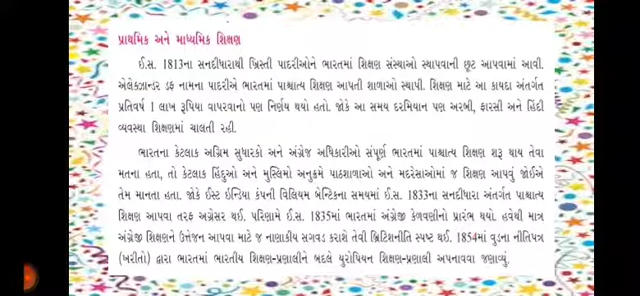 પ્રાથમિક અને માધ્યમિક શિક્ષણ
ઈ.સ. 1813ના સનદીધારાથી ખ્રિસ્તી પાદરીઓને ભારતમાં શિક્ષણ સંસ્થાઓ સ્થાપવાની છૂટ આપવામાં આવી.
એલેક્ઝાન્ડર ડફ નામના પાદરીએ ભારતમાં પાશ્ચાત્ય શિક્ષણ આપતી શાળાઓ સ્થાપી. શિક્ષણ માટે આ કાયદા અંતર્ગત
પ્રતિવર્ષ 1 લાખ રૂપિયા વાપરવાનો પણ નિર્ણય થયો હતો. જોકે આ સમય દરમિયાન પણ અરબી, ફારસી અને હિંદી
વ્યવસ્થા શિક્ષણમાં ચાલતી રહી.
ભારતના કેટલાક અગ્રિમ સુધારકો અને અંગ્રેજ અધિકારીઓ સંપૂર્ણ ભારતમાં પાશ્ચાત્ય શિક્ષણ શરૂ થાય તેવા
મતના હતા, તો કેટલાક હિંદુઓ અને મુસ્લિમો અનુક્રમે પાઠશાળાઓ અને મદરેસાઓમાં જ શિક્ષણ આપવું જોઈએ
તેમ માનતા હતા. જોકે ઈસ્ટ ઇન્ડિયા કંપની વિલિયમ બેન્ટિકના સમયમાં ઈ.સ. 1833ના સનદીધારા અંતર્ગત પાશ્ચાત્ય
શિક્ષણ આપવા તરફ અગ્રેસર થઈ. પરિણામે ઈ.સ. 1835માં ભારતમાં અંગ્રેજી કેળવણીનો પ્રારંભ થયો. હવેથી માત્ર
અંગ્રેજી શિક્ષણને ઉત્તેજન આપવા માટે જ નાણાકીય સગવડ કરાશે તેવી બ્રિટિશનીતિ સ્પષ્ટ થઈ. 1854માં વુડના નીતિપત્ર
(ખરીતો) દ્વારા ભારતમાં ભારતીય શિક્ષણ-પ્રણાલીને બદલે યુરોપિયન શિક્ષણ-પ્રણાલી અપનાવવા જણાવ્યું.